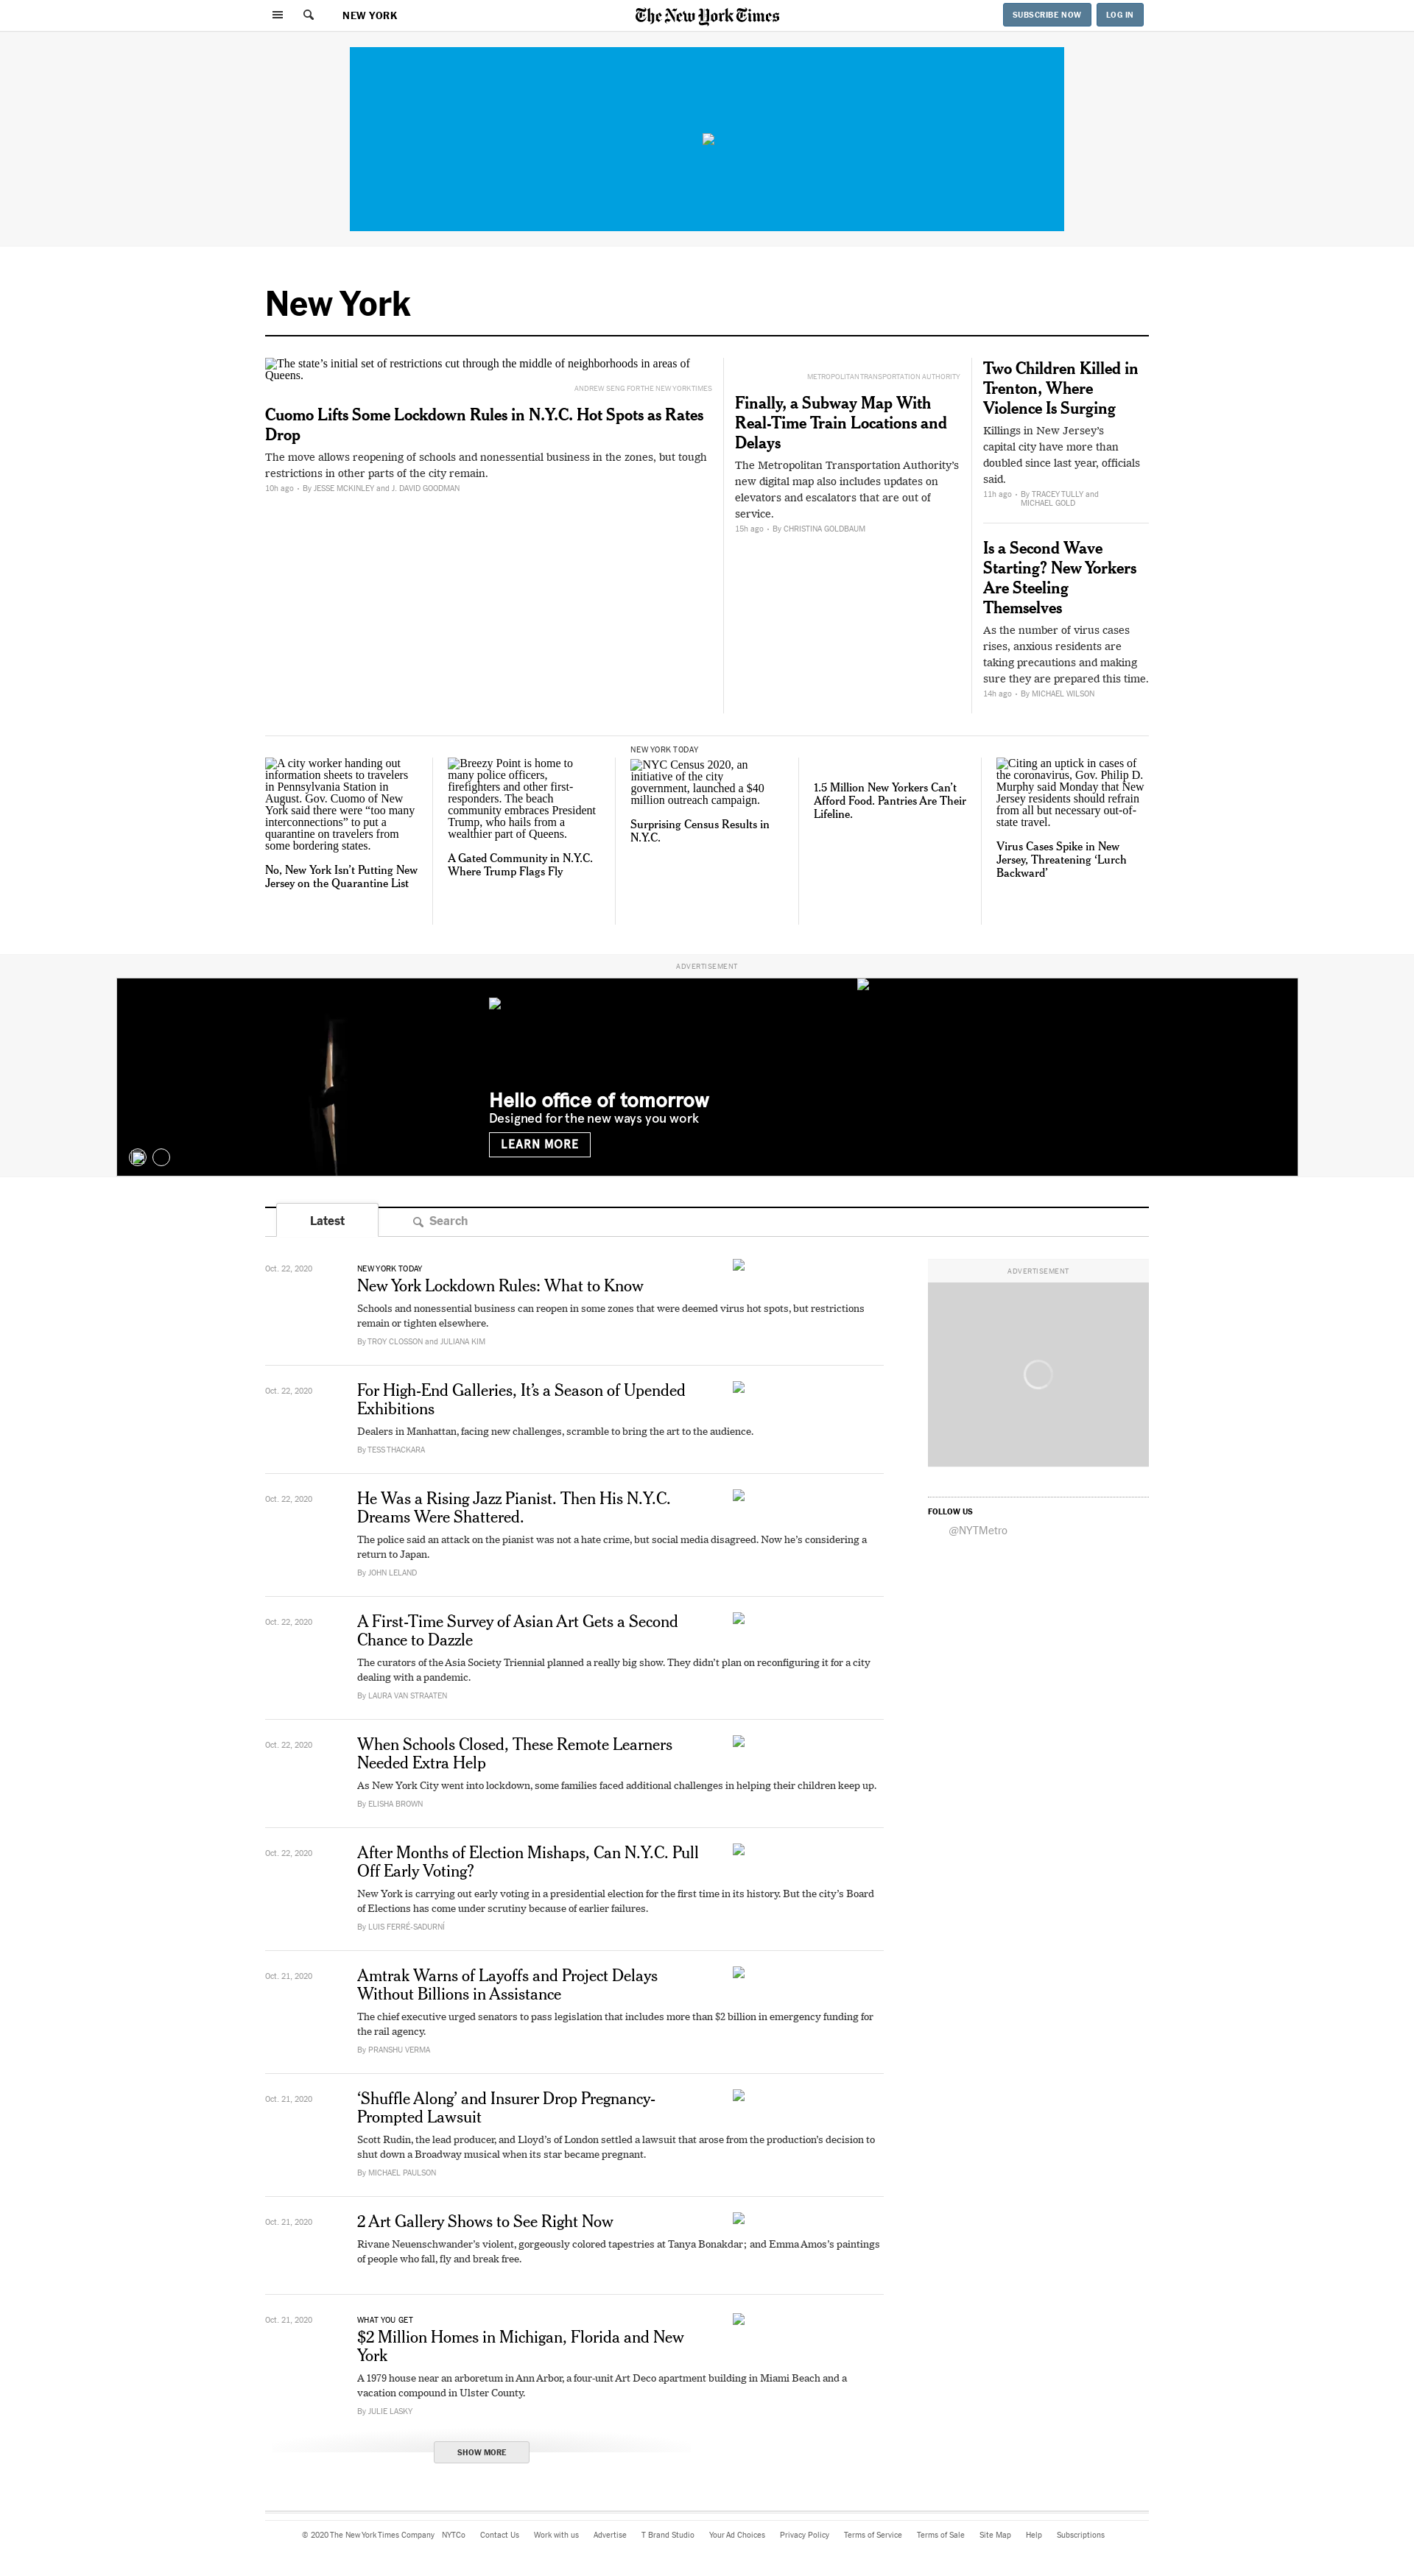 NEW YORK
The New York Times
SUBSCRIBE NOW
LOG IN
New York
The state’s initial set of restrictions cut through the middle of neighborhoods in areas of
Queens.
ANDREW SENG FOR THE NEW YORK TIMES
Cuomo Lifts Some Lockdown Rules in N.Y.C. Hot Spots as Rates
Drop
The move allows reopening of schools and nonessential business in the zones, but tough
restrictions in other parts of the city remain.
10h ago • By JESSE MCKINLEY and J. DAVID GOODMAN
METROPOLITAN TRANSPORTATION AUTHORITY
Finally, a Subway Map With
Real-Time Train Locations and
Delays
The Metropolitan Transportation Authority’s
new digital map also includes updates on
elevators and escalators that are out of
service.
15h ago • By CHRISTINA GOLDBAUM
Two Children Killed in
Trenton, Where
Violence Is Surging
Killings in New Jersey’s
capital city have more than
doubled since last year, officials
said.
11h ago • By TRACEY TULLY and
MICHAEL GOLD
Is a Second Wave
Starting? New Yorkers
Are Steeling
Themselves
As the number of virus cases
rises, anxious residents are
taking precautions and making
sure they are prepared this time.
14h ago • By MICHAEL WILSON
A city worker handing out
information sheets to travelers
in Pennsylvania Station in
August. Gov. Cuomo of New
York said there were “too many
interconnections” to put a
quarantine on travelers from
some bordering states.
No, New York Isn’t Putting New
Jersey on the Quarantine List
Breezy Point is home to
many police officers,
firefighters and other first-
responders. The beach
community embraces President
Trump, who hails from a
wealthier part of Queens.
A Gated Community in N.Y.C.
Where Trump Flags Fly
NEW YORK TODAY
NYC Census 2020, an
initiative of the city
government, launched a $40
million outreach campaign.
Surprising Census Results in
N.Y.C.
1.5 Million New Yorkers Can’t
Afford Food. Pantries Are Their
Lifeline.
Citing an uptick in cases of
the coronavirus, Gov. Philip D.
Murphy said Monday that New
Jersey residents should refrain
from all but necessary out-of-
state travel.
Virus Cases Spike in New
Jersey, Threatening ‘Lurch
Backward’
ADVERTISEMENT
Hello office of tomorrow
Designed for the new ways you work
LEARN MORE
Latest
Search
Oct. 22, 2020
NEW YORK TODAY
New York Lockdown Rules: What to Know
Schools and nonessential business can reopen in some zones that were deemed virus hot spots, but restrictions
remain or tighten elsewhere.
By TROY CLOSSON and JULIANA KIM
Oct. 22, 2020
For High-End Galleries, It’s a Season of Upended
Exhibitions
Dealers in Manhattan, facing new challenges, scramble to bring the art to the audience.
By TESS THACKARA
Oct. 22, 2020
He Was a Rising Jazz Pianist. Then His N.Y.C.
Dreams Were Shattered.
The police said an attack on the pianist was not a hate crime, but social media disagreed. Now he’s considering a
return to Japan.
By JOHN LELAND
Oct. 22, 2020
A First-Time Survey of Asian Art Gets a Second
Chance to Dazzle
The curators of the Asia Society Triennial planned a really big show. They didn’t plan on reconfiguring it for a city
dealing with a pandemic.
By LAURA VAN STRAATEN
Oct. 22, 2020
When Schools Closed, These Remote Learners
Needed Extra Help
As New York City went into lockdown, some families faced additional challenges in helping their children keep up.
By ELISHA BROWN
Oct. 22, 2020
After Months of Election Mishaps, Can N.Y.C. Pull
Off Early Voting?
New York is carrying out early voting in a presidential election for the first time in its history. But the city’s Board
of Elections has come under scrutiny because of earlier failures.
By LUIS FERRÉ-SADURNÍ
Oct. 21, 2020
Amtrak Warns of Layoffs and Project Delays
Without Billions in Assistance
The chief executive urged senators to pass legislation that includes more than $2 billion in emergency funding for
the rail agency.
By PRANSHU VERMA
Oct. 21, 2020
‘Shuffle Along’ and Insurer Drop Pregnancy-
Prompted Lawsuit
Scott Rudin, the lead producer, and Lloyd’s of London settled a lawsuit that arose from the production’s decision to
shut down a Broadway musical when its star became pregnant.
By MICHAEL PAULSON
Oct. 21, 2020
2 Art Gallery Shows to See Right Now
Rivane Neuenschwander’s violent, gorgeously colored tapestries at Tanya Bonakdar; and Emma Amos’s paintings
of people who fall, fly and break free.
Oct. 21, 2020
WHAT YOU GET
$2 Million Homes in Michigan, Florida and New
York
A 1979 house near an arboretum in Ann Arbor, a four-unit Art Deco apartment building in Miami Beach and a
vacation compound in Ulster County.
By JULIE LASKY
SHOW MORE
ADVERTISEMENT
FOLLOW US
@NYTMetro
© 2020 The New York Times Company NYTCo Contact Us Work with us Advertise T Brand Studio Your Ad Choices Privacy Policy Terms of Service Terms of Sale Site Map Help Subscriptions